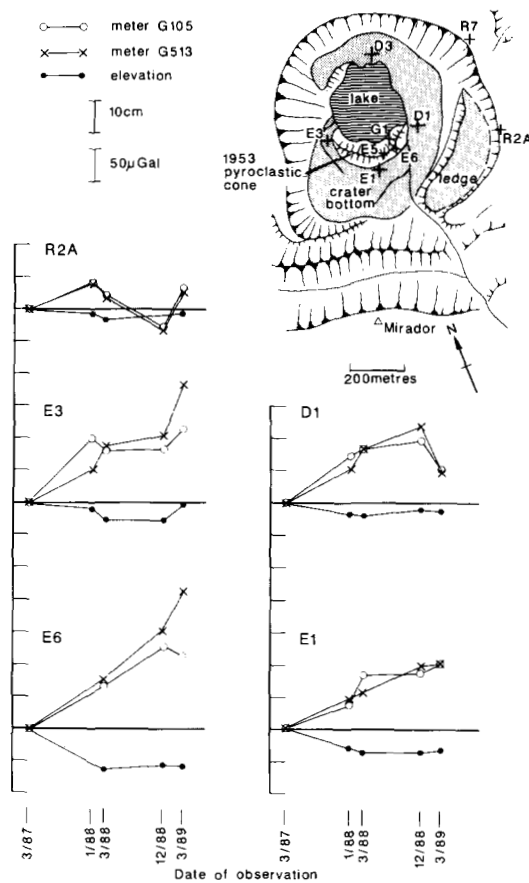 meter G105
meter G513
elevation
10cm
50µGal
R7
D3
lake
D1
R2A
E3
G1
E5
E6
1953
pyroclastic
cone
E1
ledge
crater
bottom
Mirador
N
200metres
R2A
E3
D1
E6
E1
3/87
1/88
3/88
12/88
3/89
3/87
1/88
3/88
12/88
3/89
Date of observation